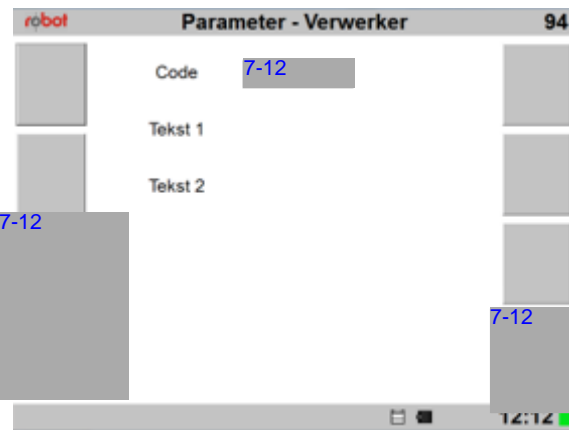 robot Parameter - Verwerker 94
Code 7-12
Tekst 1
Tekst 2
7-12
7-12
12:12